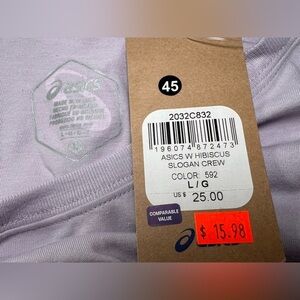 asics
45
2032C832
196074872473
ASICS W HIBISCUS
SLOGAN CREW
COLOR: 592
L/G
US $ 25.00
COMPARABLE
VALUE
$ 15.98